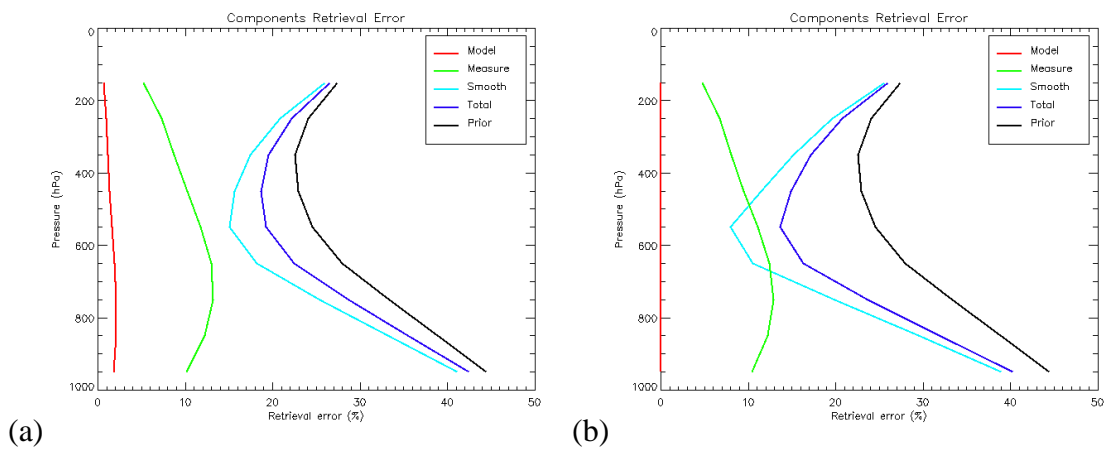 Components Retrieval Error
0
200
400
600
800
1000
Pressure (hPa)
0 10 20 30 40 50
Retrieval error (%)
Model
Measure
Smooth
Total
Prior
(a)
Components Retrieval Error
0
200
400
600
800
1000
Pressure (hPa)
0 10 20 30 40 50
Retrieval error (%)
Model
Measure
Smooth
Total
Prior
(b)